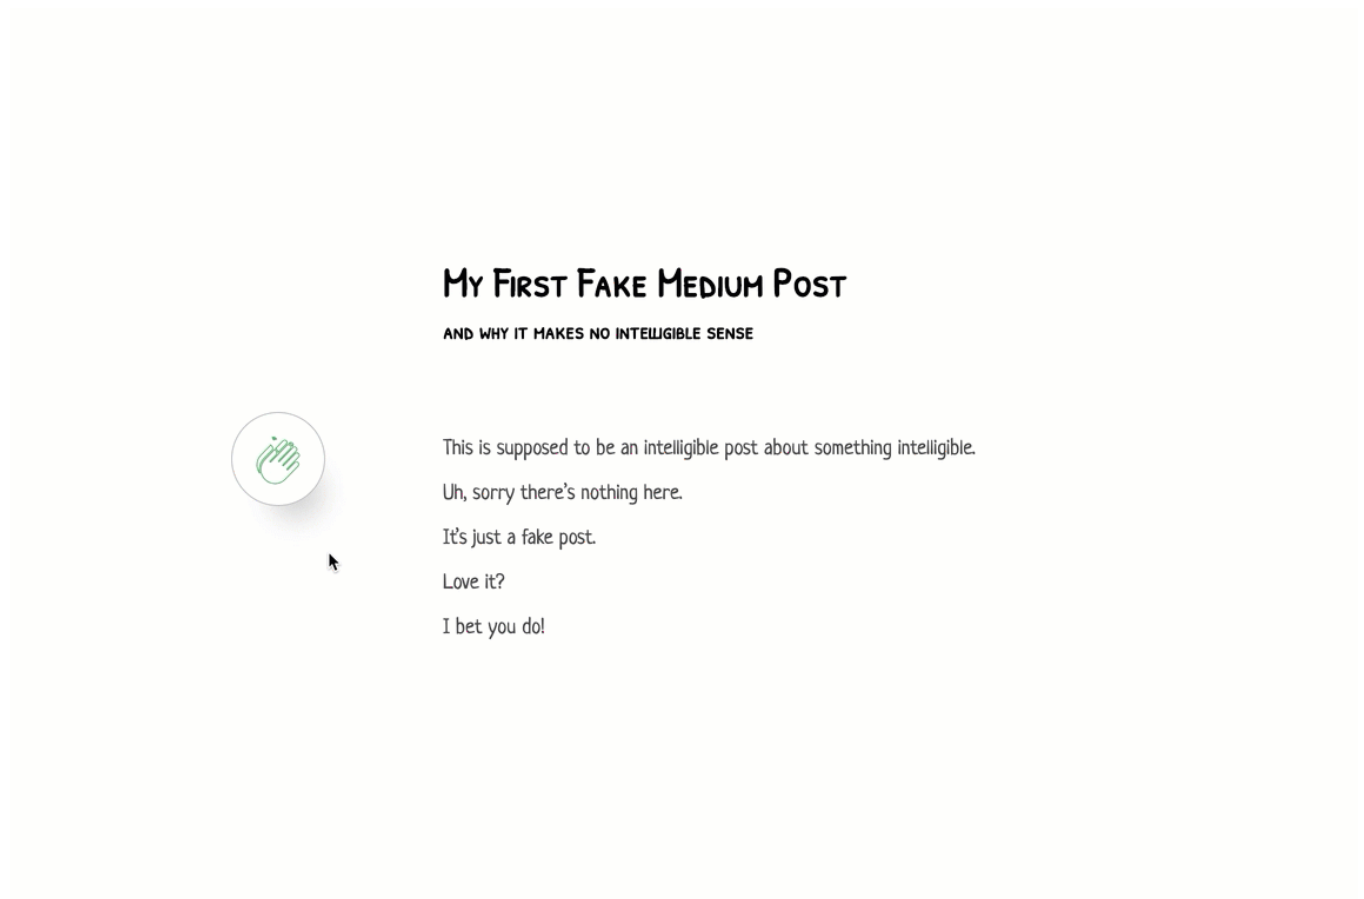 My First Fake Medium Post
and why it makes no intelligible sense
This is supposed to be an intelligible post about something intelligible.
Uh, sorry there's nothing here.
It's just a fake post.
Love it?
I bet you do!